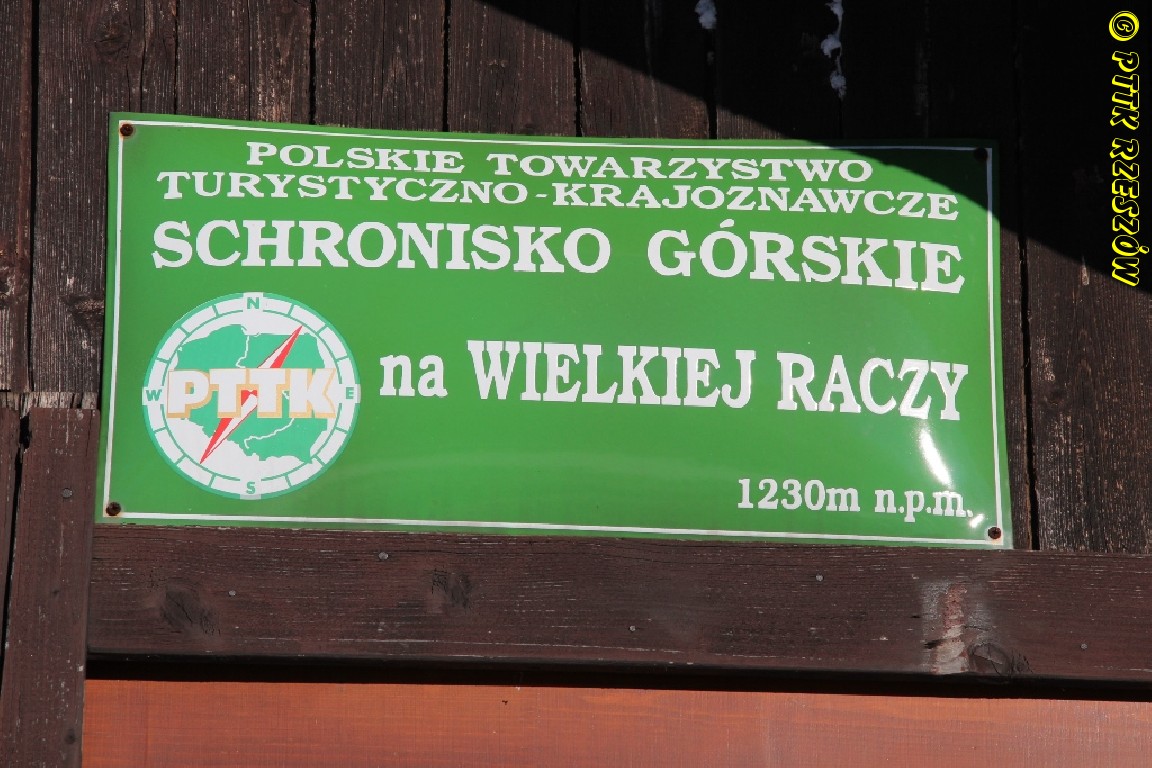 POLSKIE TOWARZYSTWO
TURYSTYCZNO-KRAJOZNAWCZE
SCHRONISKO GÓRSKIE
N
W PTTK E
S
na WIELKIEJ RACZY
1230m n.p.m.
© PTTK RZESZÓW